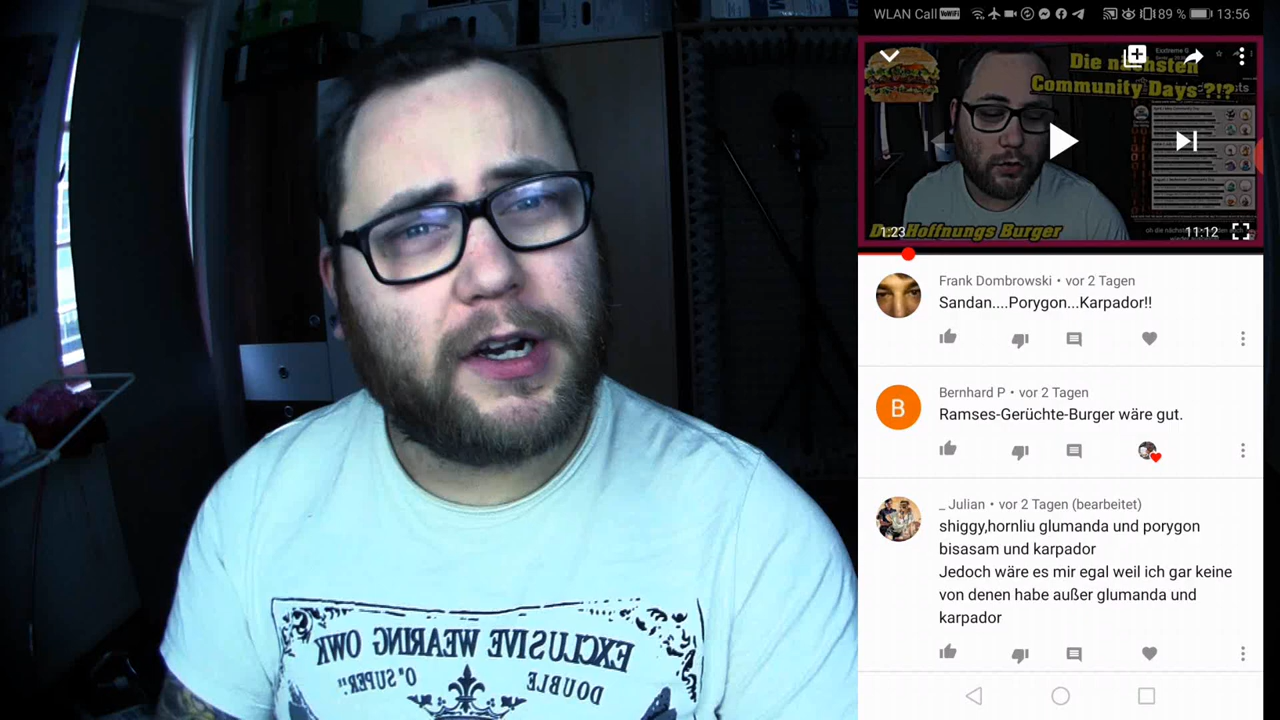 WLAN Call VoWiFi
89 %
13:56
Die nächsten
Community Days ?!?
1:23
Hoffnungs Burger
11:12
Frank Dombrowski • vor 2 Tagen
Sandan....Porygon...Karpador!!
B
Bernhard P • vor 2 Tagen
Ramses-Gerüchte-Burger wäre gut.
_ Julian • vor 2 Tagen (bearbeitet)
shiggy,hornliu glumanda und porygon
bisasam und karpador
Jedoch wäre es mir egal weil ich gar keine
von denen habe außer glumanda und
karpador
EXCLUSIVE WEARING OWK
DOUBLE O"SUPER".